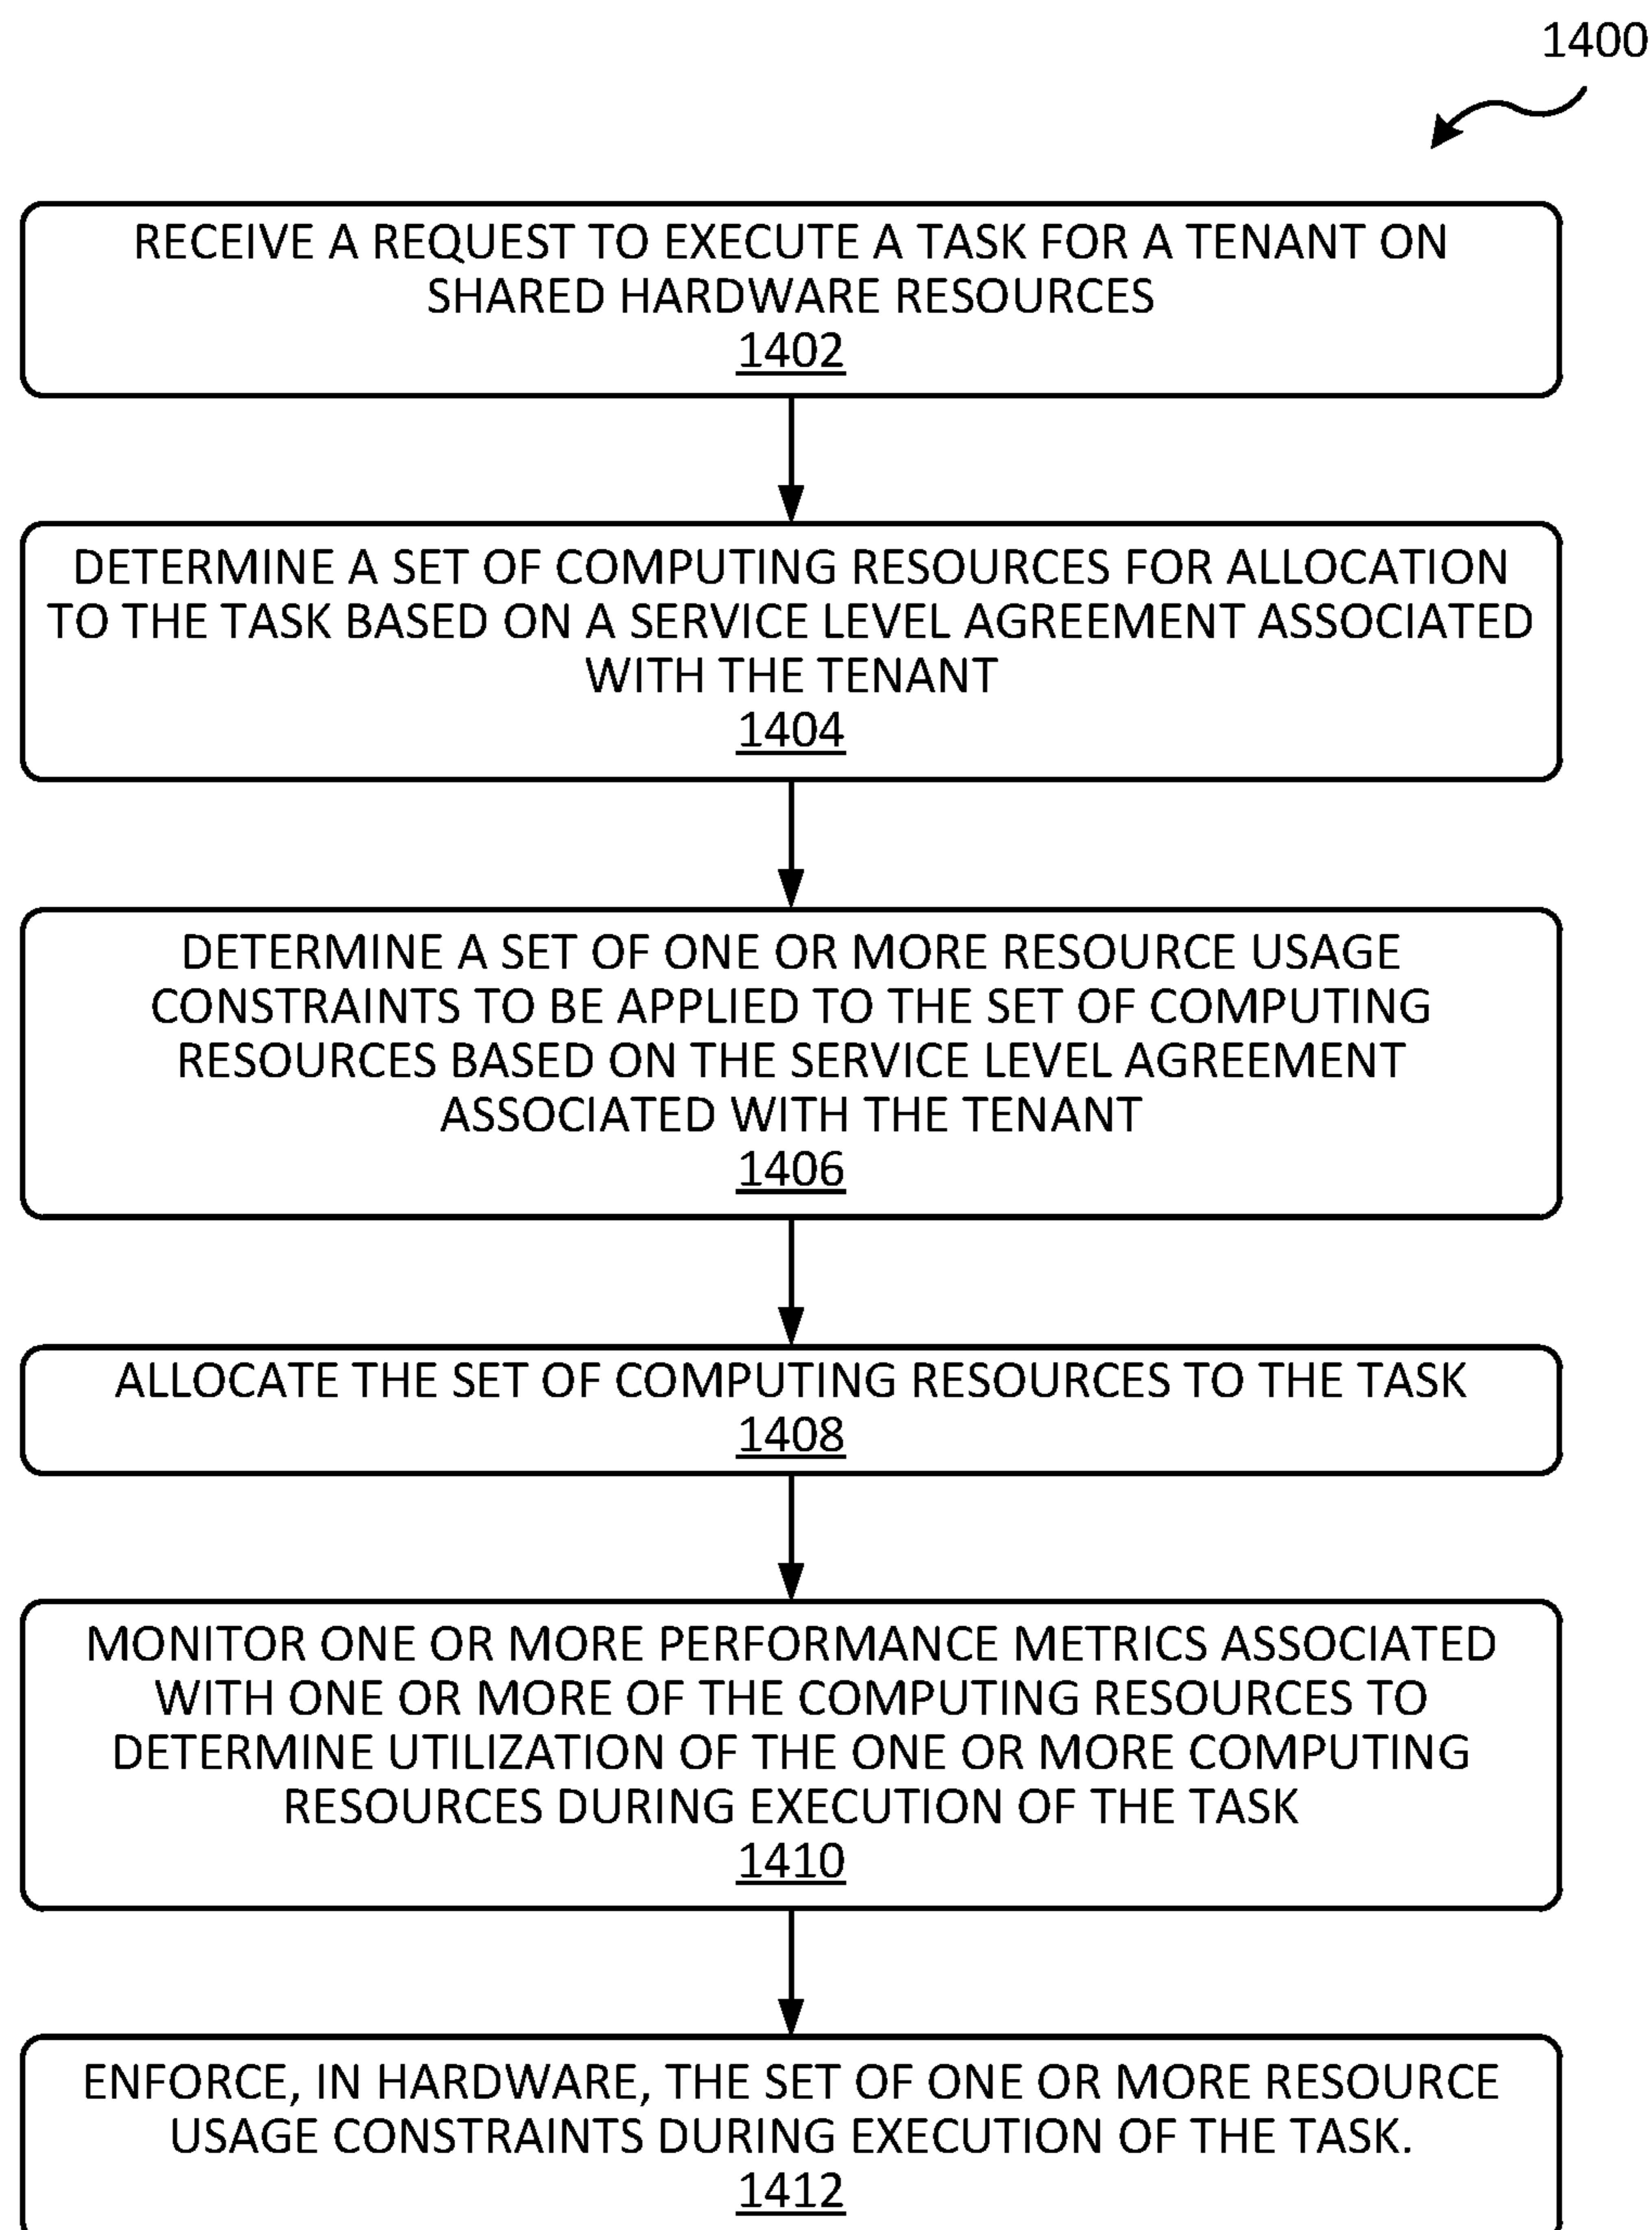 1400
RECEIVE A REQUEST TO EXECUTE A TASK FOR A TENANT ON
SHARED HARDWARE RESOURCES
1402
DETERMINE A SET OF COMPUTING RESOURCES FOR ALLOCATION
TO THE TASK BASED ON A SERVICE LEVEL AGREEMENT ASSOCIATED
WITH THE TENANT
1404
DETERMINE A SET OF ONE OR MORE RESOURCE USAGE
CONSTRAINTS TO BE APPLIED TO THE SET OF COMPUTING
RESOURCES BASED ON THE SERVICE LEVEL AGREEMENT
ASSOCIATED WITH THE TENANT
1406
ALLOCATE THE SET OF COMPUTING RESOURCES TO THE TASK
1408
MONITOR ONE OR MORE PERFORMANCE METRICS ASSOCIATED
WITH ONE OR MORE OF THE COMPUTING RESOURCES TO
DETERMINE UTILIZATION OF THE ONE OR MORE COMPUTING
RESOURCES DURING EXECUTION OF THE TASK
1410
ENFORCE, IN HARDWARE, THE SET OF ONE OR MORE RESOURCE
USAGE CONSTRAINTS DURING EXECUTION OF THE TASK.
1412